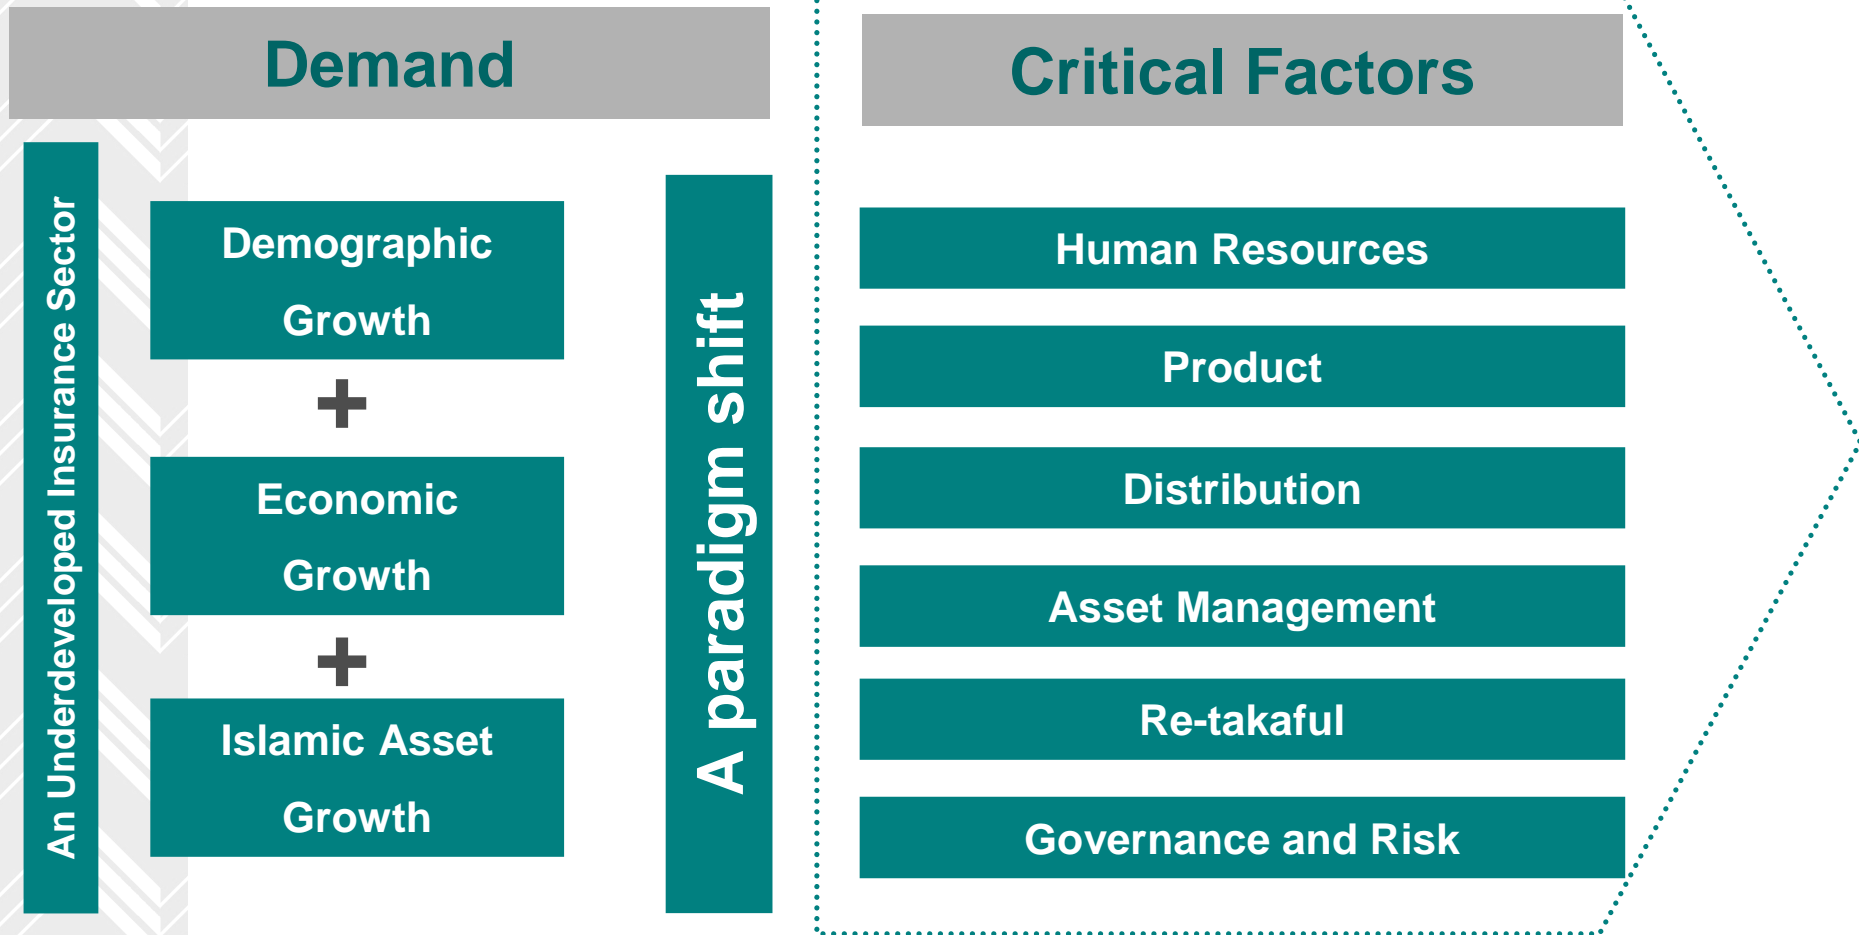 Demand
An Underdeveloped Insurance Sector
Demographic
Growth
+
Economic
Growth
+
Islamic Asset
Growth
A paradigm shift
Critical Factors
Human Resources
Product
Distribution
Asset Management
Re-takaful
Governance and Risk